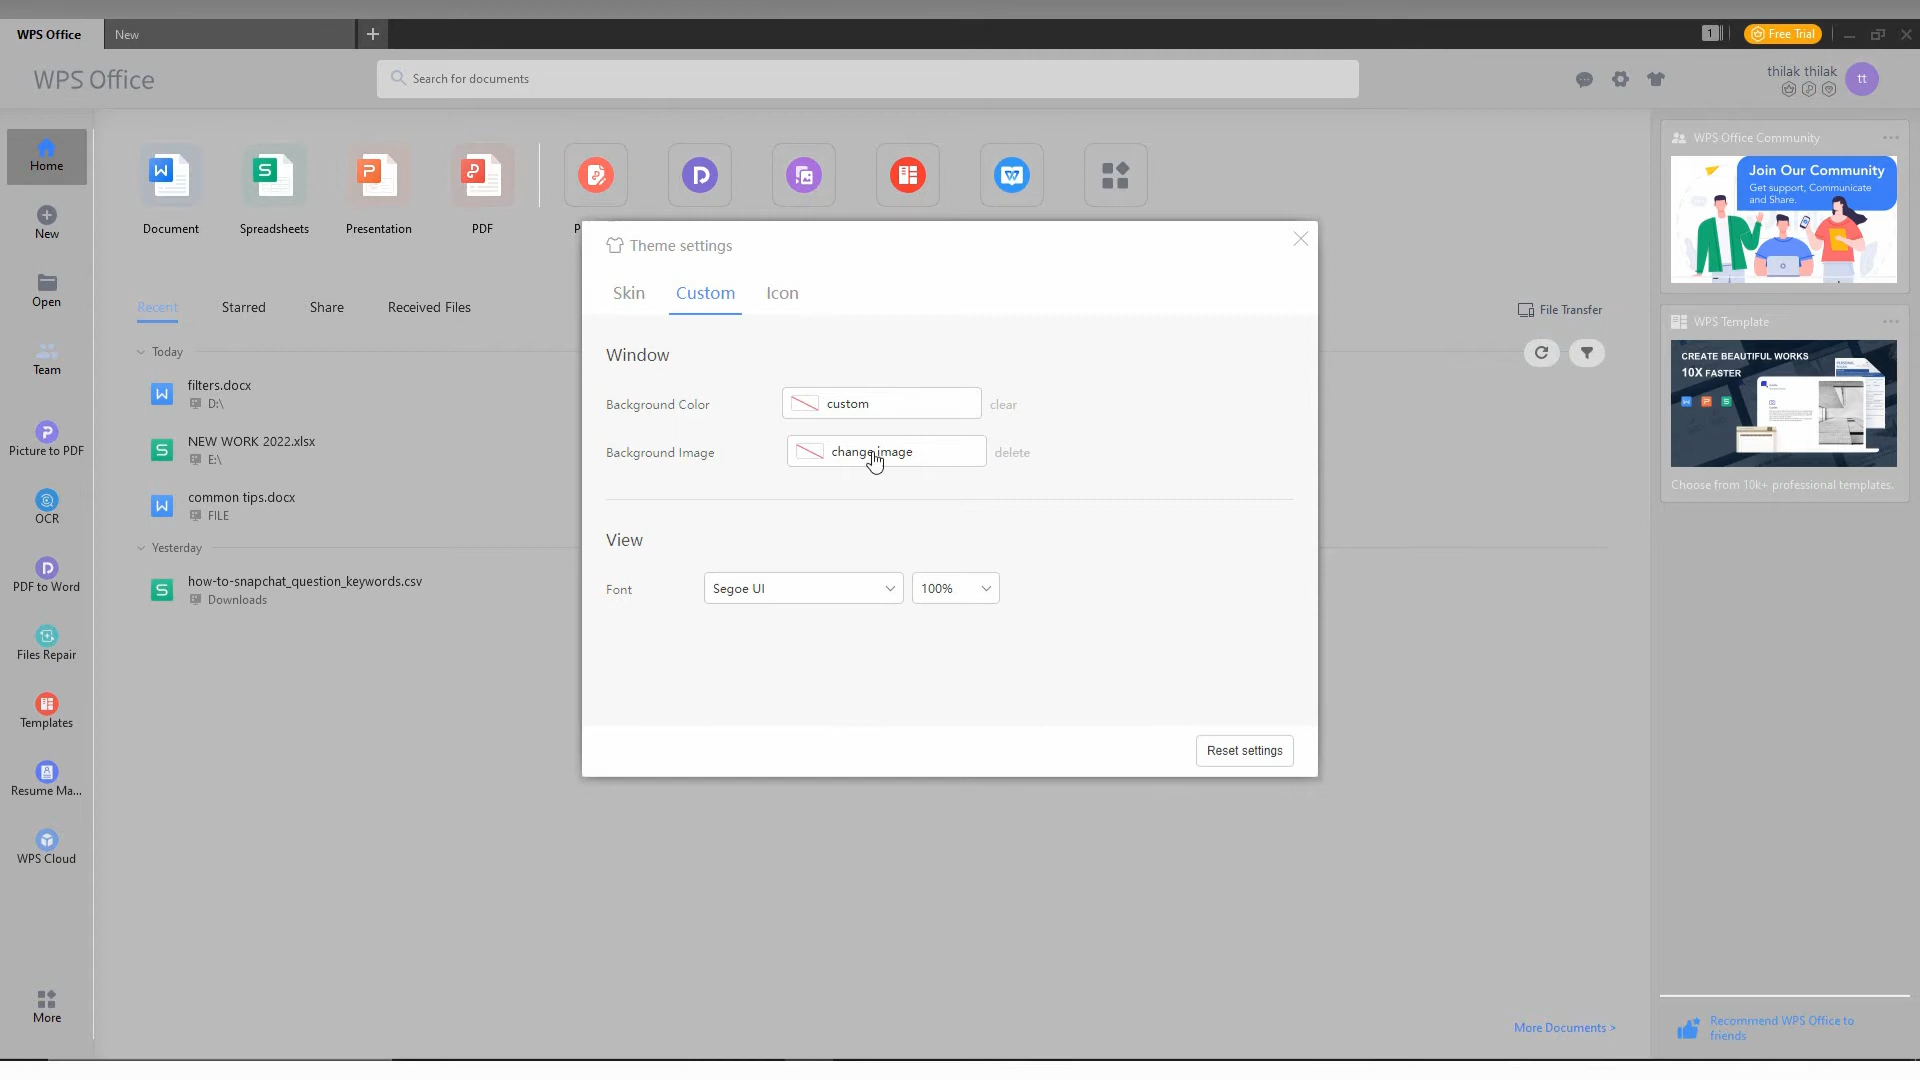 WPS Office
New
1
Free Trial
WPS Office
Search for documents
thilak thilak
tt
Home
New
Open
Team
Picture to PDF
OCR
PDF to Word
Files Repair
Templates
Resume Ma...
WPS Cloud
More
Document
Spreadsheets
Presentation
PDF
P
Recent
Starred
Share
Received Files
File Transfer
Today
filters.docx
D:\
NEW WORK 2022.xlsx
E:\
common tips.docx
FILE
Yesterday
how-to-snapchat_question_keywords.csv
Downloads
Theme settings
Skin
Custom
Icon
Window
Background Color
custom
clear
Background Image
change image
delete
View
Font
Segoe UI
100%
Reset settings
WPS Office Community
Join Our Community
Get support, Communicate
and Share.
WPS Template
CREATE BEAUTIFUL WORKS
10X FASTER
Choose from 10k+ professional templates.
More Documents >
Recommend WPS Office to
friends